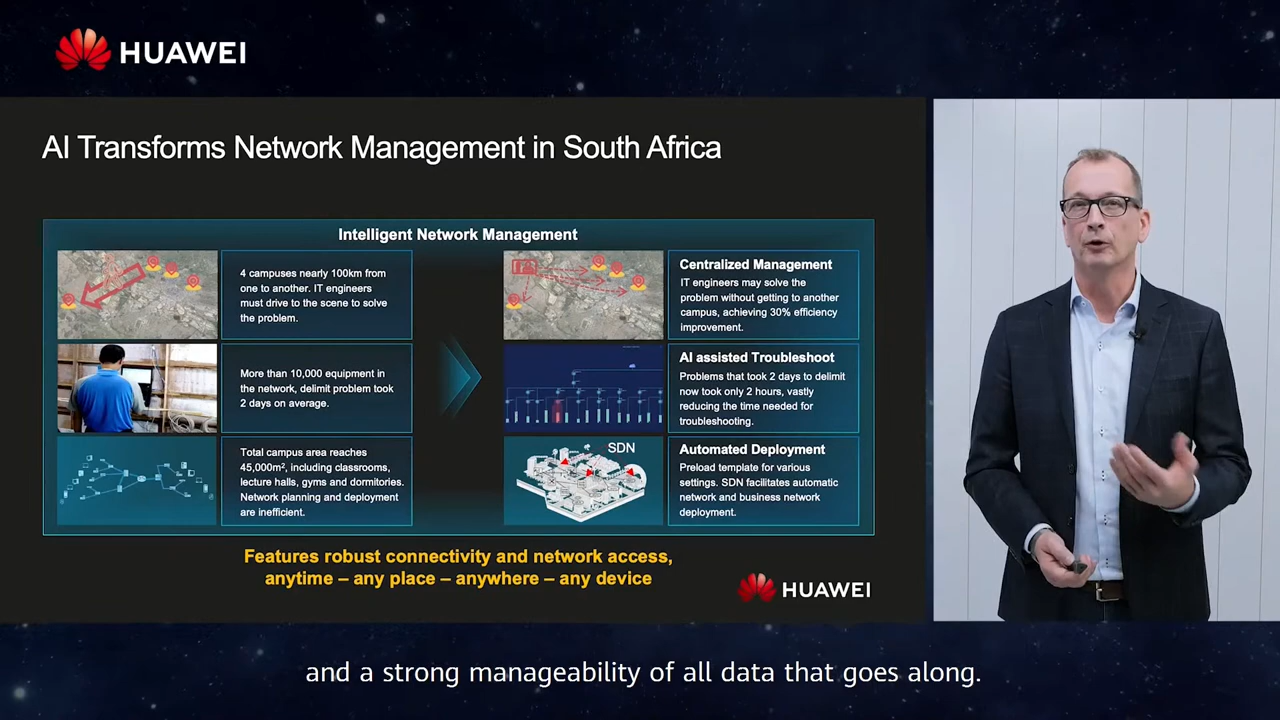 HUAWEI
AI Transforms Network Management in South Africa
Intelligent Network Management
4 campuses nearly 100km from
one to another. IT engineers
must drive to the scene to solve
the problem.
Centralized Management
IT engineers may solve the
problem without getting to another
campus, achieving 30% efficiency
improvement.
More than 10,000 equipment in
the network, delimit problem took
2 days on average.
AI assisted Troubleshoot
Problems that took 2 days to delimit
now took only 2 hours, vastly
reducing the time needed for
troubleshooting.
Total campus area reaches
45,000m², including classrooms,
lecture halls, gyms and dormitories.
Network planning and deployment
are inefficient.
SDN
Automated Deployment
Preload template for various
settings. SDN facilitates automatic
network and business network
deployment.
Features robust connectivity and network access,
anytime – any place – anywhere – any device
HUAWEI
and a strong manageability of all data that goes along.